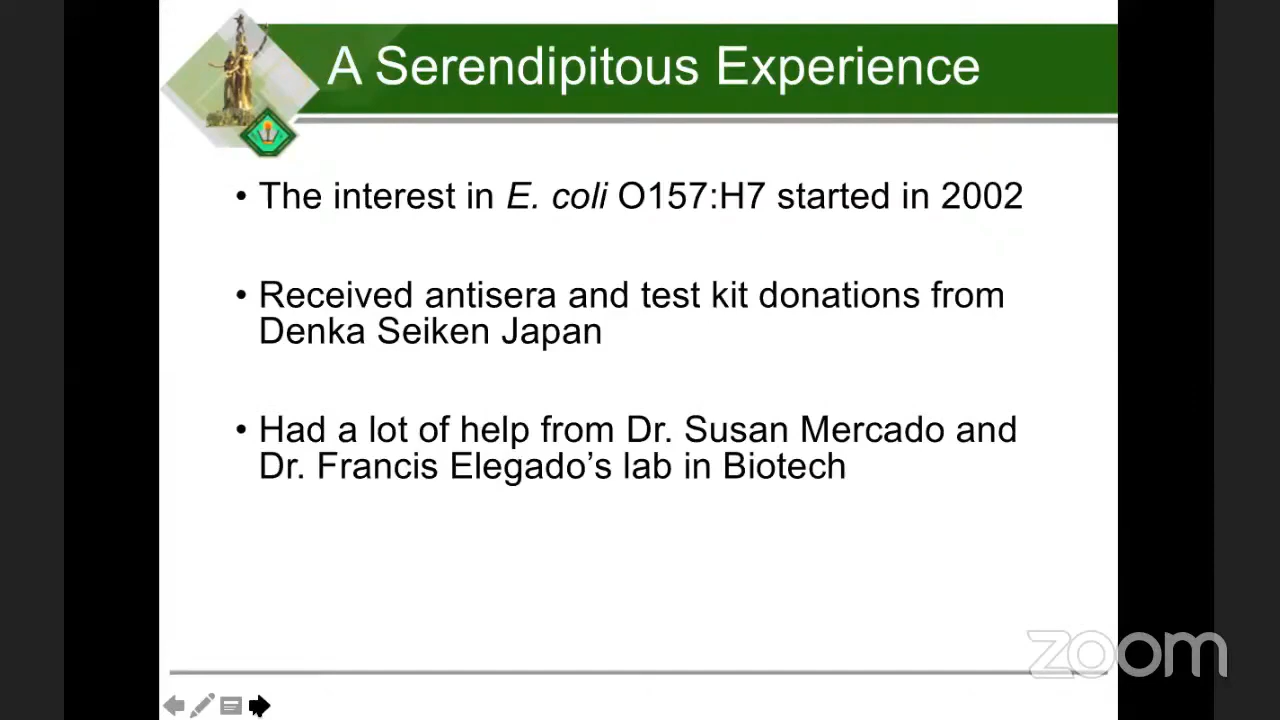 A Serendipitous Experience
• The interest in E. coli O157:H7 started in 2002
• Received antisera and test kit donations from
Denka Seiken Japan
• Had a lot of help from Dr. Susan Mercado and
Dr. Francis Elegado’s lab in Biotech
zoom